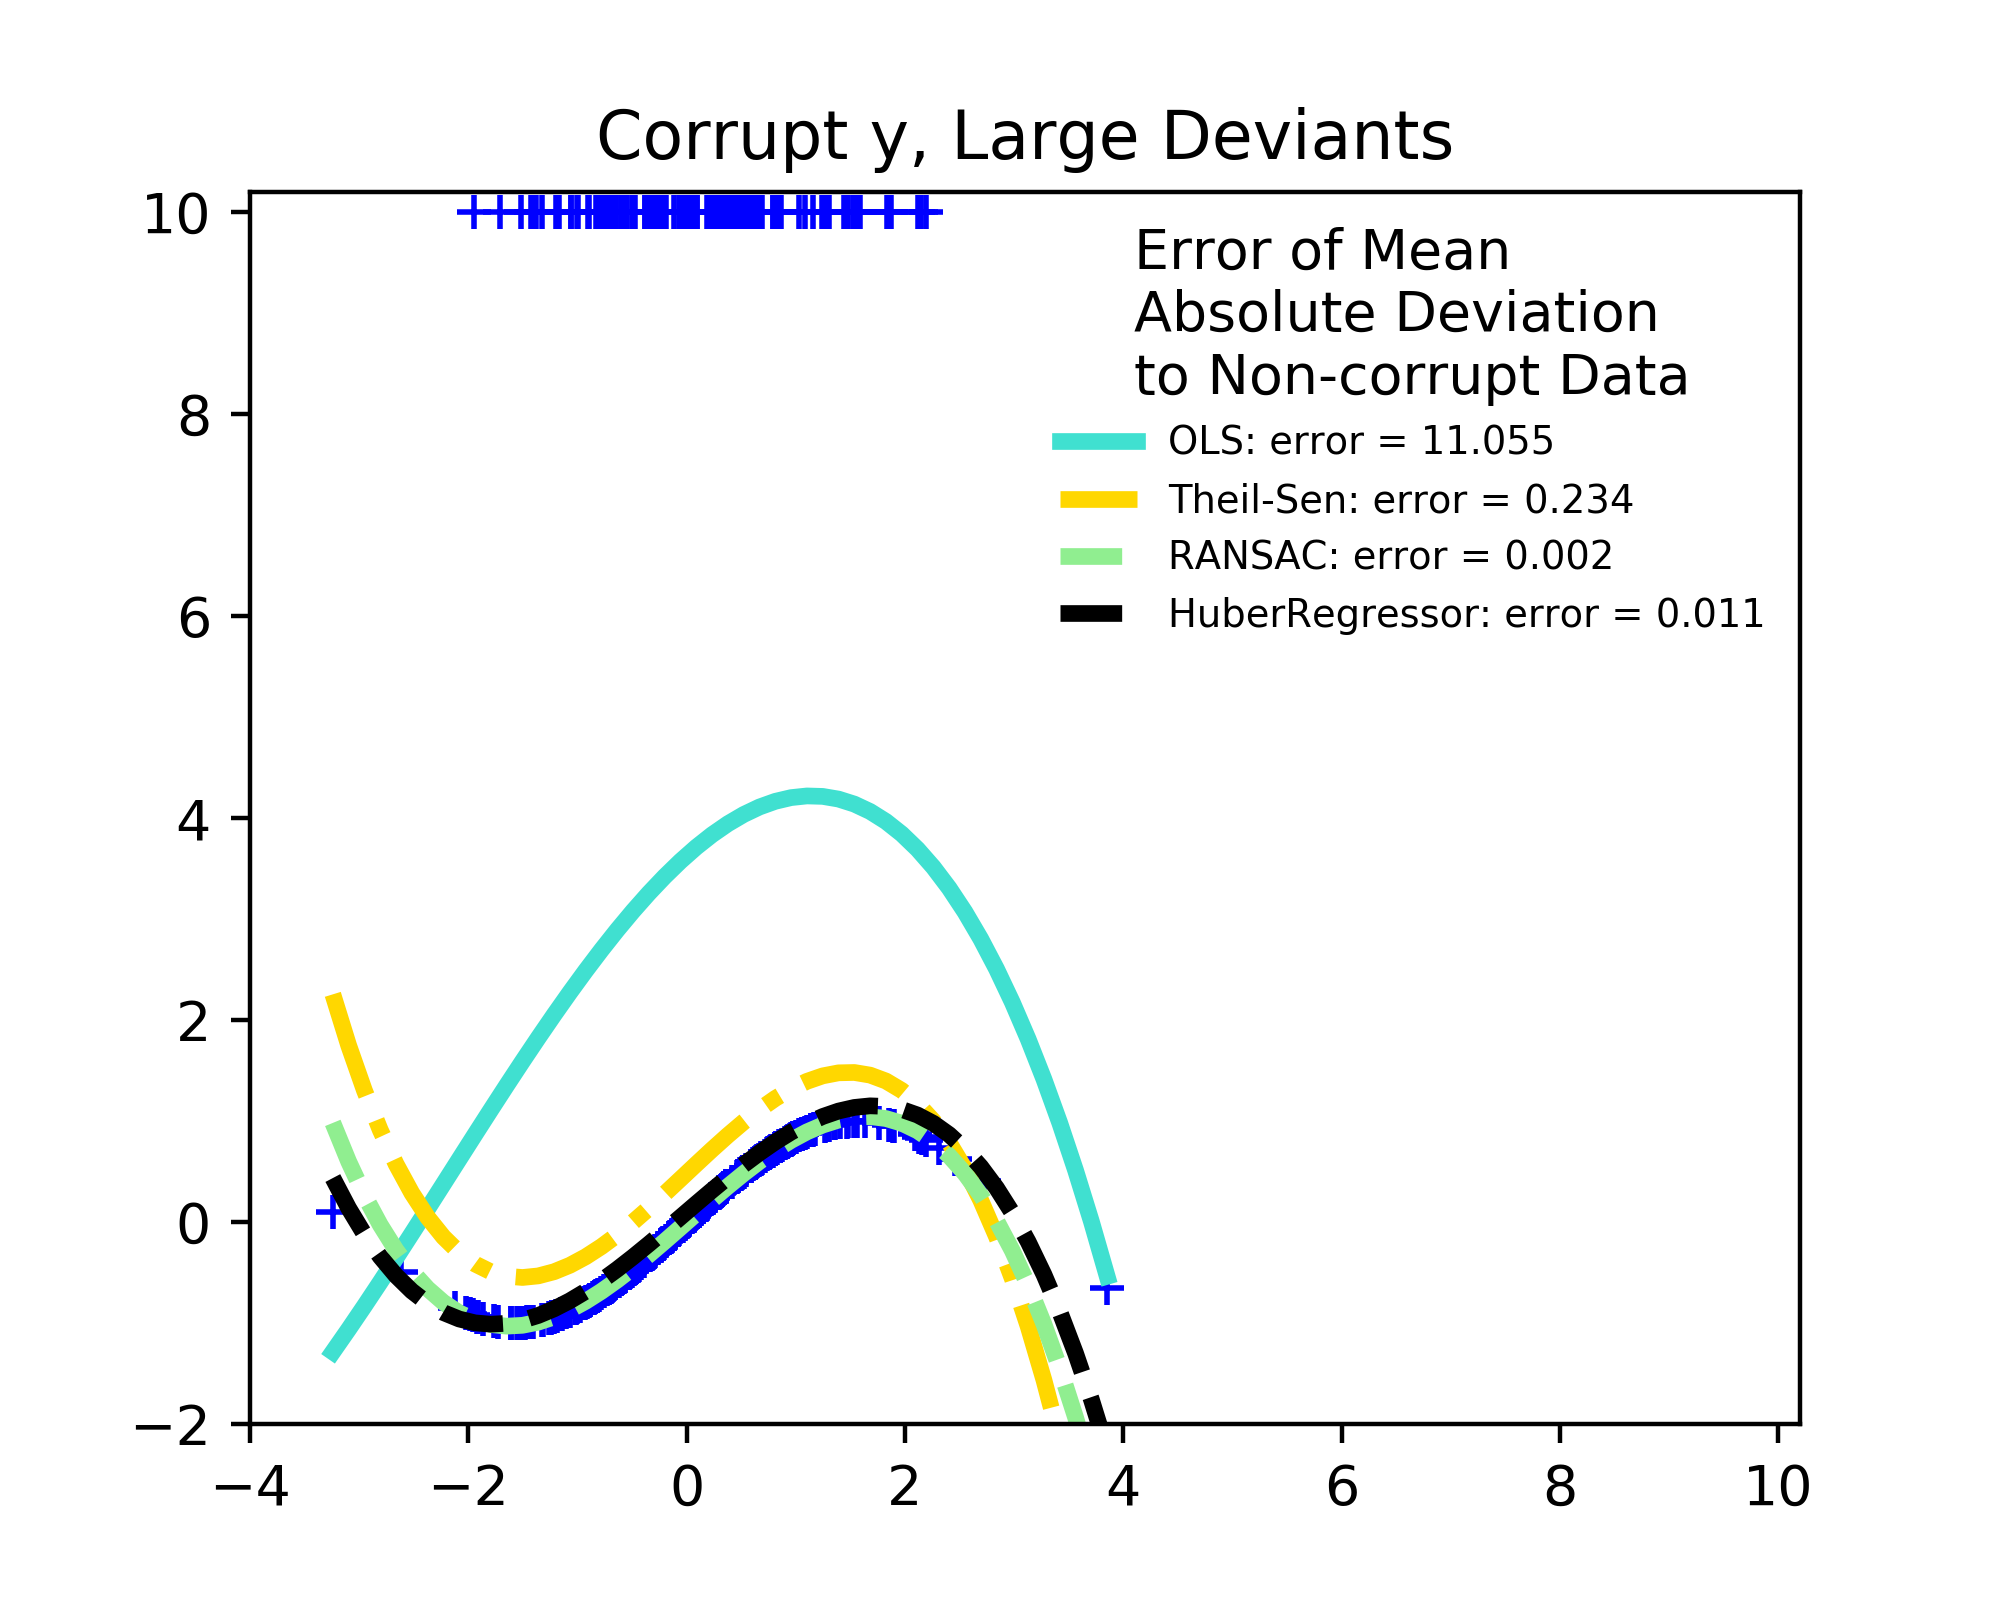 Corrupt y, Large Deviants
10
8
6
4
2
0
−2
Error of Mean
Absolute Deviation
to Non-corrupt Data
OLS: error = 11.055
Theil-Sen: error = 0.234
RANSAC: error = 0.002
HuberRegressor: error = 0.011
−4 −2 0 2 4 6 8 10